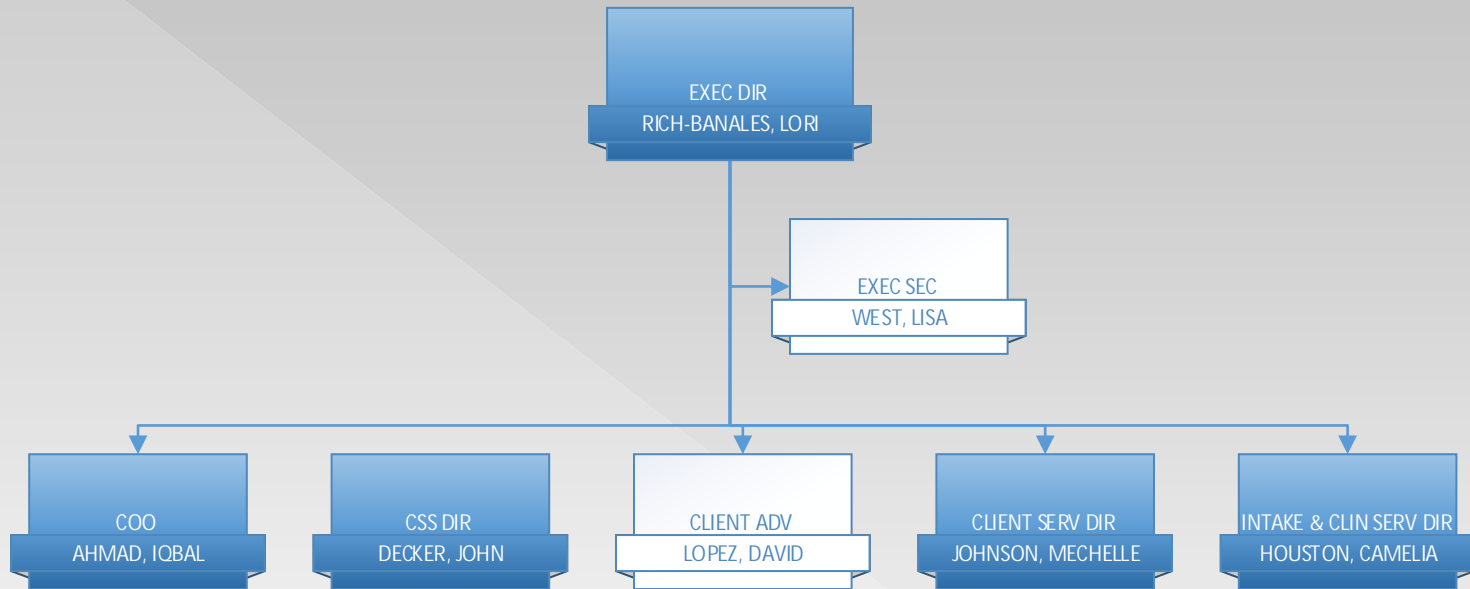 EXEC DIR
RICH-BANALES, LORI
EXEC SEC
WEST, LISA
COO
AHMAD, IQBAL
CSS DIR
DECKER, JOHN
CLIENT ADV
LOPEZ, DAVID
CLIENT SERV DIR
JOHNSON, MECHELLE
INTAKE & CLIN SERV DIR
HOUSTON, CAMELIA